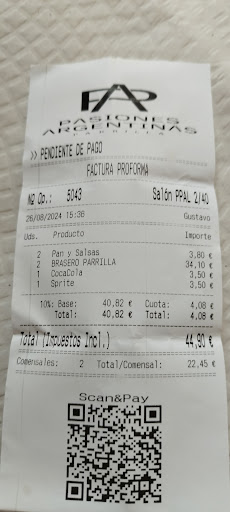 PASIONES
ARGENTINAS
PARRILLA
>> PENDIENTE DE PAGO
FACTURA PROFORMA
Nº Op.: 5043 Salón PPAL 2/40
26/08/2024 15:36 Gustavo
Uds. Producto Importe
2 Pan y Salsas 3,80 €
2 BRASERO PARRILLA 34,10 €
1 CocaCola 3,50 €
1 Sprite 3,50 €
10% Base: 40,82 € Cuota: 4,08 €
Total: 40,82 € Total: 4,08 €
Total (Impuestos Incl.) 44,90 €
Comensales: 2 Total/Comensal: 22,45 €
Scan&Pay